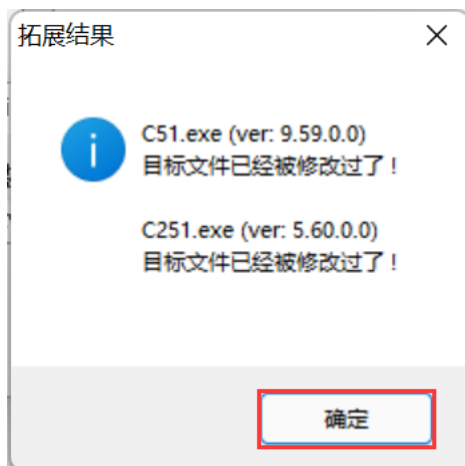 拓展结果
C51.exe (ver: 9.59.0.0)
目标文件已经被修改过了！
C251.exe (ver: 5.60.0.0)
目标文件已经被修改过了！
确定